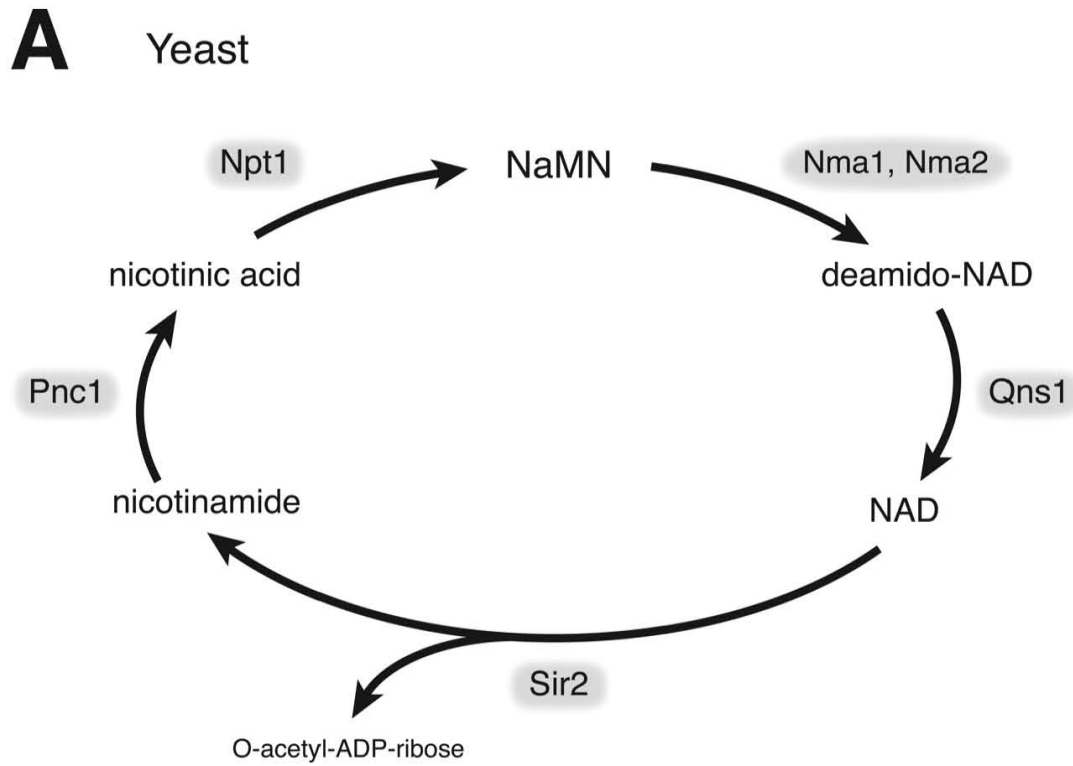 A Yeast
Npt1
NaMN
Nma1, Nma2
nicotinic acid
deamido-NAD
Pnc1
Qns1
nicotinamide
NAD
Sir2
O-acetyl-ADP-ribose